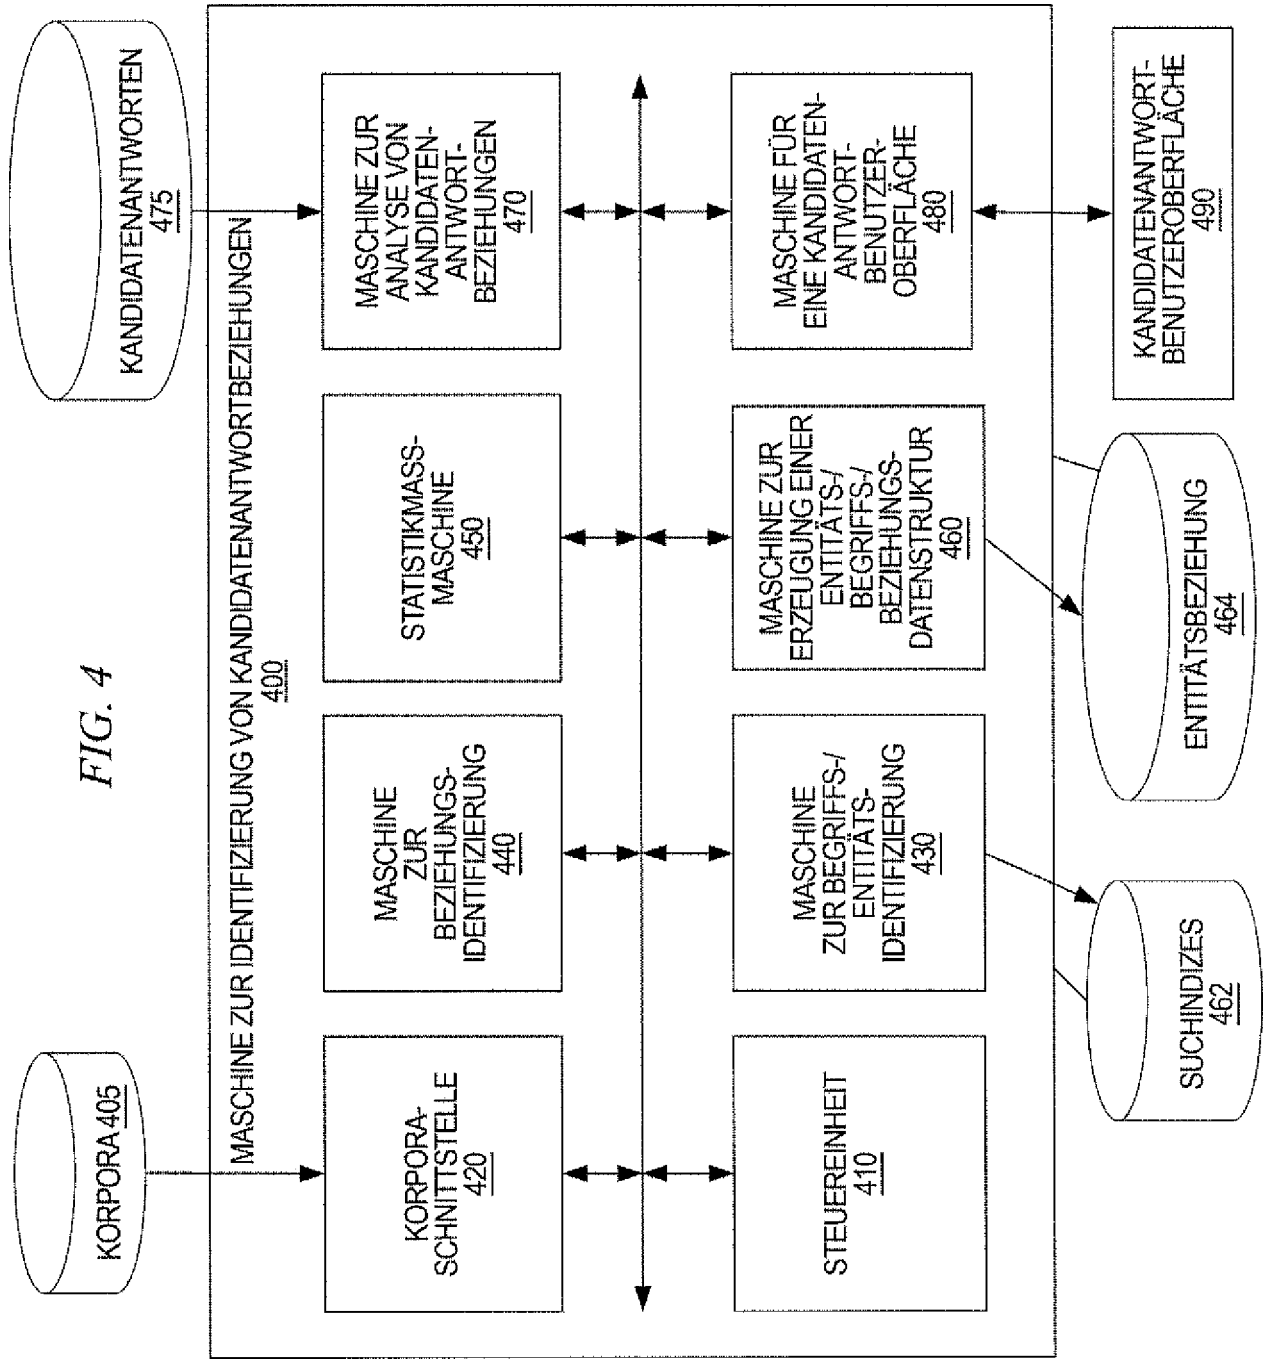 FIG. 4
KORPORA 405
KANDIDATENANTWORTEN
475
MASCHINE ZUR IDENTIFIZIERUNG VON KANDIDATENANTWORTBEZIEHUNGEN
400
KORPORA-
SCHNITTSTELLE
420
MASCHINE
ZUR
BEZIEHUNGS-
IDENTIFIZIERUNG
440
STATISTIKMASS-
MASCHINE
450
MASCHINE ZUR
ANALYSE VON
KANDIDATEN-
ANTWORT-
BEZIEHUNGEN
470
STEUEREINHEIT
410
MASCHINE
ZUR BEGRIFFS-/
ENTITÄTS-
IDENTIFIZIERUNG
430
MASCHINE ZUR
ERZEUGUNG EINER
ENTITÄTS-/
BEGRIFFS-/
BEZIEHUNGS-
DATENSTRUKTUR
460
MASCHINE FÜR
EINE KANDIDATEN-
ANTWORT-
BENUTZER-
OBERFLÄCHE
480
SUCHINDIZES
462
ENTITÄTSBEZIEHUNG
464
KANDIDATENANTWORT-
BENUTZEROBERFLÄCHE
490